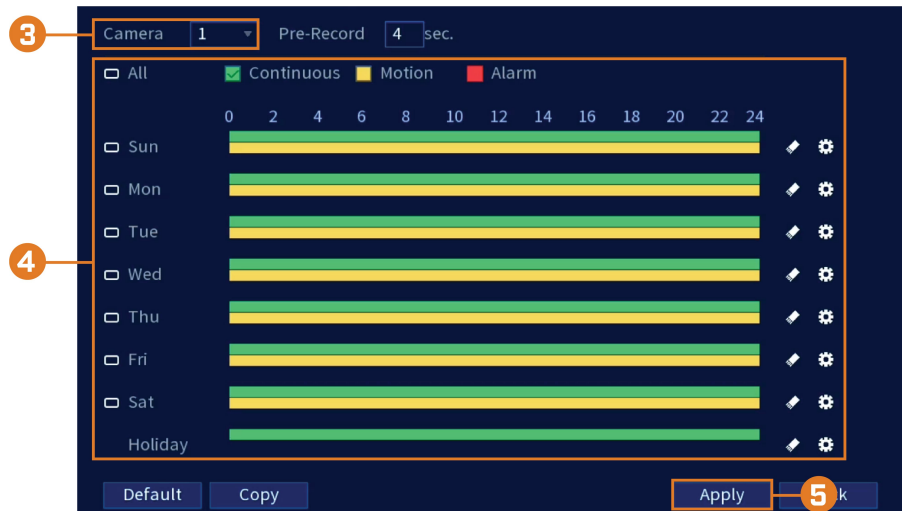 3 Camera 1 Pre-Record 4 sec.
All Continuous Motion Alarm
0 2 4 6 8 10 12 14 16 18 20 22 24
Sun
Mon
Tue
4 Wed
Thu
Fri
Sat
Holiday
Default Copy Apply 5 k